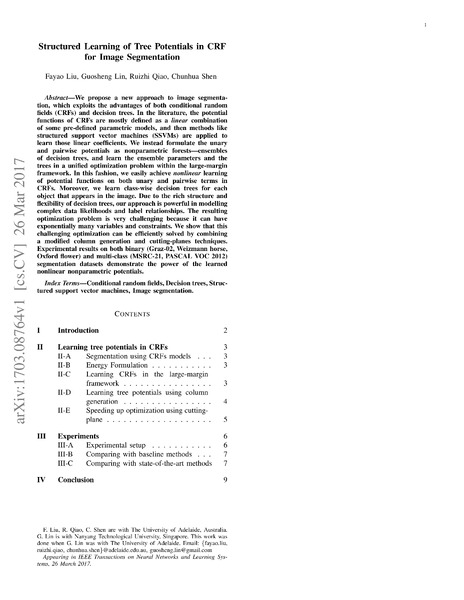 1
Structured Learning of Tree Potentials in CRF
for Image Segmentation
Fayao Liu, Guosheng Lin, Ruizhi Qiao, Chunhua Shen
Abstract—We propose a new approach to image segmenta-
tion, which exploits the advantages of both conditional random
fields (CRFs) and decision trees. In the literature, the potential
functions of CRFs are mostly defined as a linear combination
of some pre-defined parametric models, and then methods like
structured support vector machines (SSVMs) are applied to
learn those linear coefficients. We instead formulate the unary
and pairwise potentials as nonparametric forests—ensembles
of decision trees, and learn the ensemble parameters and the
trees in a unified optimization problem within the large-margin
framework. In this fashion, we easily achieve nonlinear learning
of potential functions on both unary and pairwise terms in
CRFs. Moreover, we learn class-wise decision trees for each
object that appears in the image. Due to the rich structure and
flexibility of decision trees, our approach is powerful in modelling
complex data likelihoods and label relationships. The resulting
optimization problem is very challenging because it can have
exponentially many variables and constraints. We show that this
challenging optimization can be efficiently solved by combining
a modified column generation and cutting-planes techniques.
Experimental results on both binary (Graz-02, Weizmann horse,
Oxford flower) and multi-class (MSRC-21, PASCAL VOC 2012)
segmentation datasets demonstrate the power of the learned
nonlinear nonparametric potentials.
Index Terms—Conditional random fields, Decision trees, Struc-
tured support vector machines, Image segmentation.
CONTENTS
I Introduction 2
II Learning tree potentials in CRFs 3
II-A Segmentation using CRFs models . . . 3
II-B Energy Formulation . . . . . . . . . . . 3
II-C Learning CRFs in the large-margin
framework . . . . . . . . . . . . . . . . 3
II-D Learning tree potentials using column
generation . . . . . . . . . . . . . . . . 4
II-E Speeding up optimization using cutting-
plane . . . . . . . . . . . . . . . . . . . 5
III Experiments 6
III-A Experimental setup . . . . . . . . . . . 6
III-B Comparing with baseline methods . . . 7
III-C Comparing with state-of-the-art methods 7
IV Conclusion 9
F. Liu, R. Qiao, C. Shen are with The University of Adelaide, Australia.
G. Lin is with Nanyang Technological University, Singapore. This work was
done when G. Lin was with The University of Adelaide. Email: {fayao.liu,
ruizhi.qiao, chunhua.shen}@adelaide.edu.au, guosheng.lin@gmail.com
Appearing in IEEE Transactions on Neural Networks and Learning Sys-
tems. 26 March 2017.
arXiv:1703.08764v1 [cs.CV] 26 Mar 2017